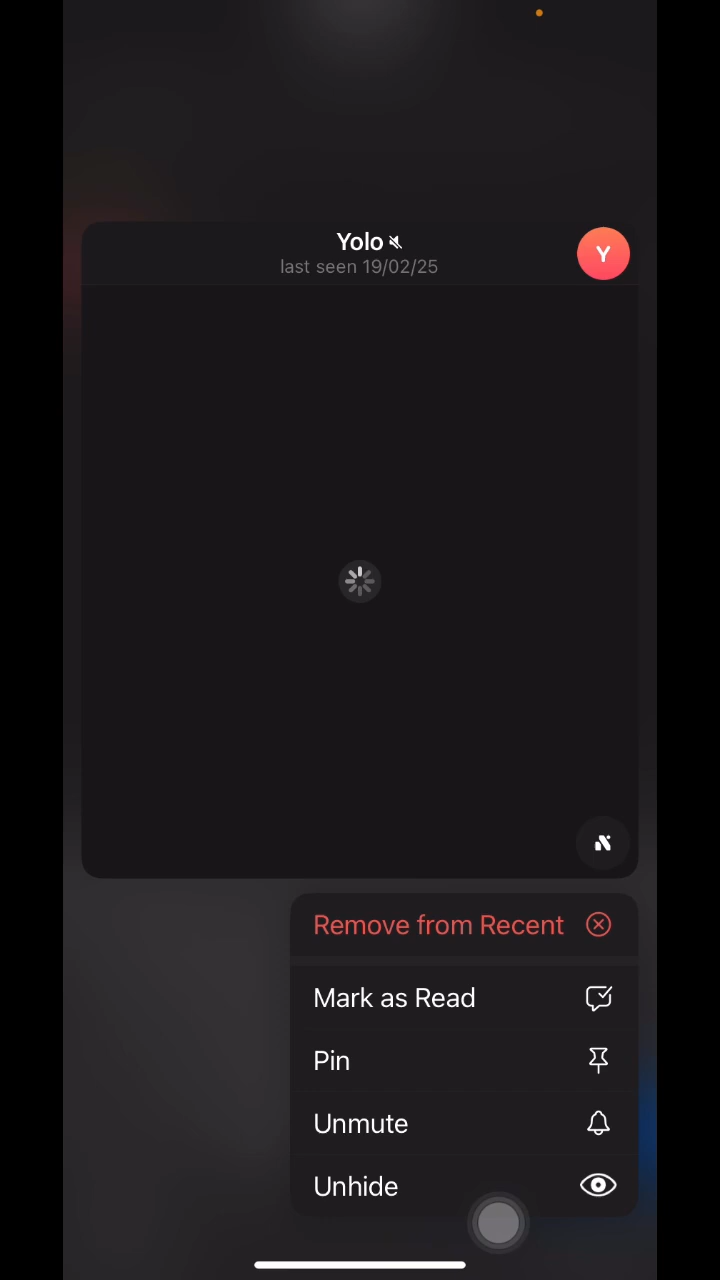 Yolo
last seen 19/02/25
Y
Remove from Recent
Mark as Read
Pin
Unmute
Unhide